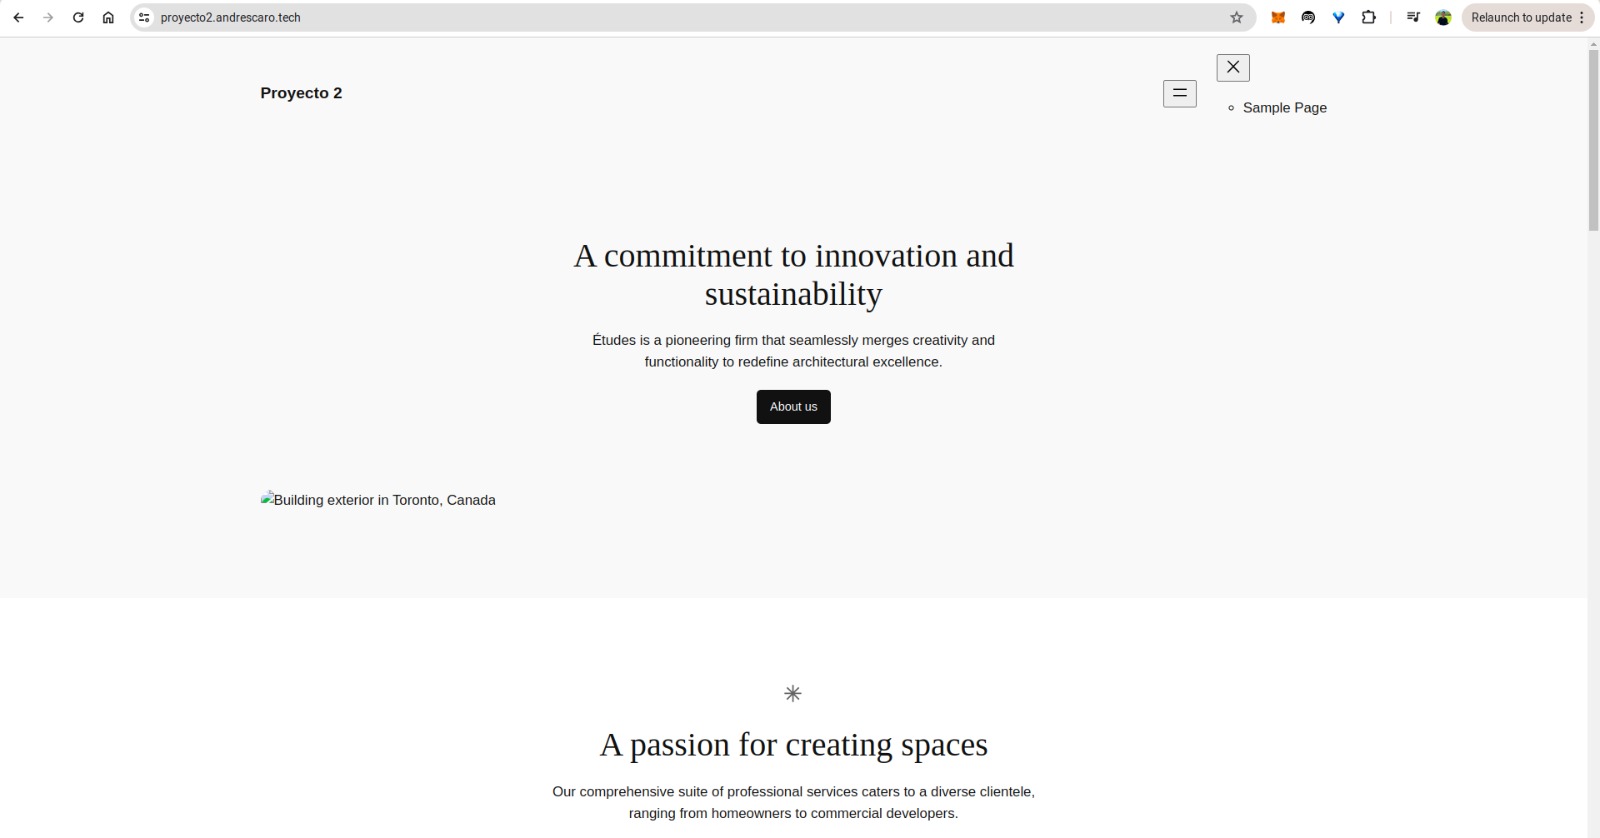 proyecto2.andrescaro.tech
Relaunch to update
Proyecto 2
Sample Page
A commitment to innovation and
sustainability
Études is a pioneering firm that seamlessly merges creativity and
functionality to redefine architectural excellence.
About us
Building exterior in Toronto, Canada
A passion for creating spaces
Our comprehensive suite of professional services caters to a diverse clientele,
ranging from homeowners to commercial developers.